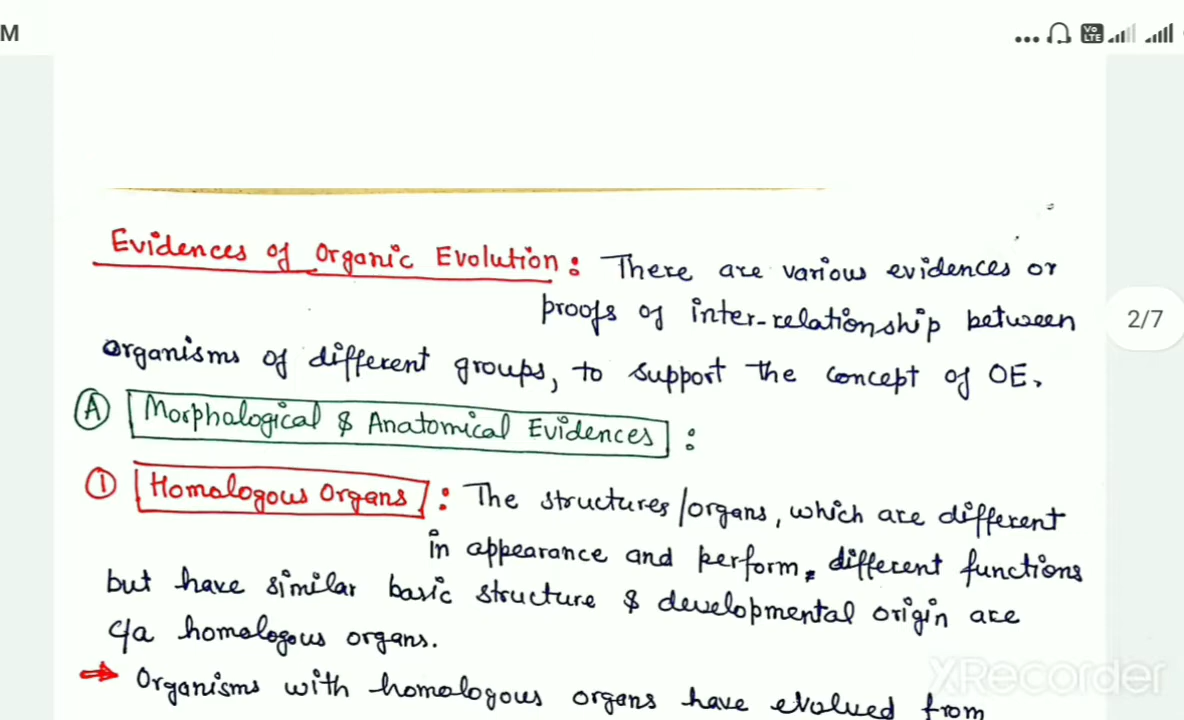 M
... Vo LTE
Evidences of Organic Evolution : There are various evidences or
proofs of inter-relationship between
2/7
organisms of different groups, to support the concept of OE.
A Morphological & Anatomical Evidences :
1 Homologous Organs : The structures/organs, which are different
in appearance and perform different functions
but have similar basic structure & developmental origin are
c/a homologous organs.
→ Organisms with homologous organs have evolved from
XRecorder